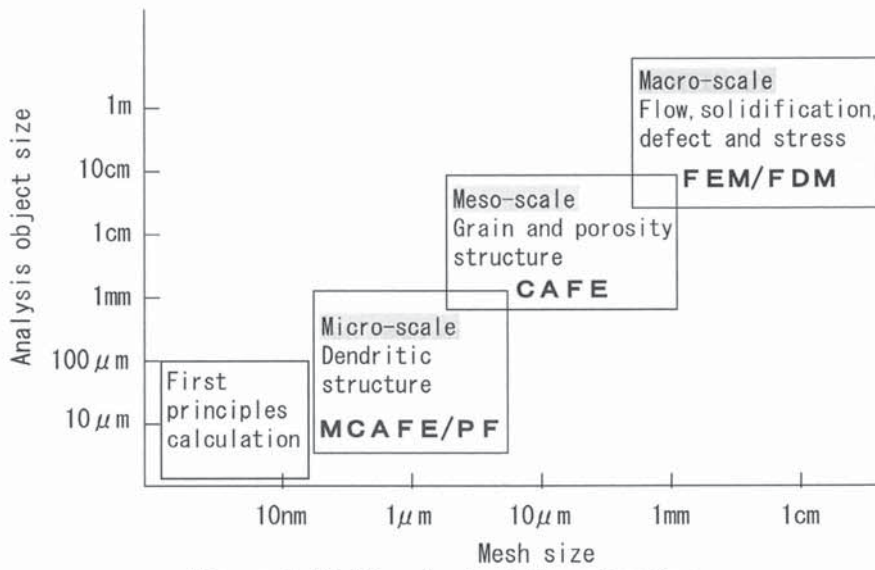 Analysis object size
1m
10cm
1cm
1mm
100μm
10μm
Macro-scale
Flow, solidification,
defect and stress
FEM/FDM
Meso-scale
Grain and porosity
structure
CAFE
Micro-scale
Dendritic
structure
MCAFE/PF
First
principles
calculation
10nm
1μm
10μm
1mm
1cm
Mesh size